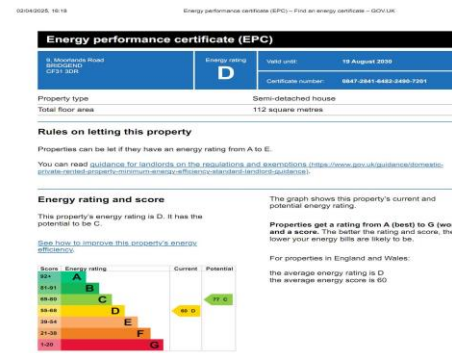 02/04/2025, 16:19
Energy performance certificate (EPC) – Find an energy certificate – GOV.UK
Energy performance certificate (EPC)
9, Moorlands Road
BRIDGEND
CF31 3DR
Energy rating
D
Valid until:
19 August 2030
Certificate number:
Property type
Semi-detached house
Total floor area
112 square metres
Rules on letting this property
Properties can be let if they have an energy rating from A to E.
You can read guidance for landlords on the regulations and exemptions (https://www.gov.uk/guidance/domestic-
private-rented-property-minimum-energy-efficiency-standard-landlord-guidance).
Energy rating and score
This property's energy rating is D. It has the
potential to be C.
See how to improve this property's energy
efficiency.
The graph shows this property's current and
potential energy rating.
Properties get a rating from A (best) to G (wo
and a score. The better the rating and score, the
lower your energy bills are likely to be.
For properties in England and Wales:
the average energy rating is D
the average energy score is 60
Score Energy rating Current Potential
92+ A
81-91 B
69-80 C 77 C
55-68 D D
39-54 E
21-38 F
1-20 G